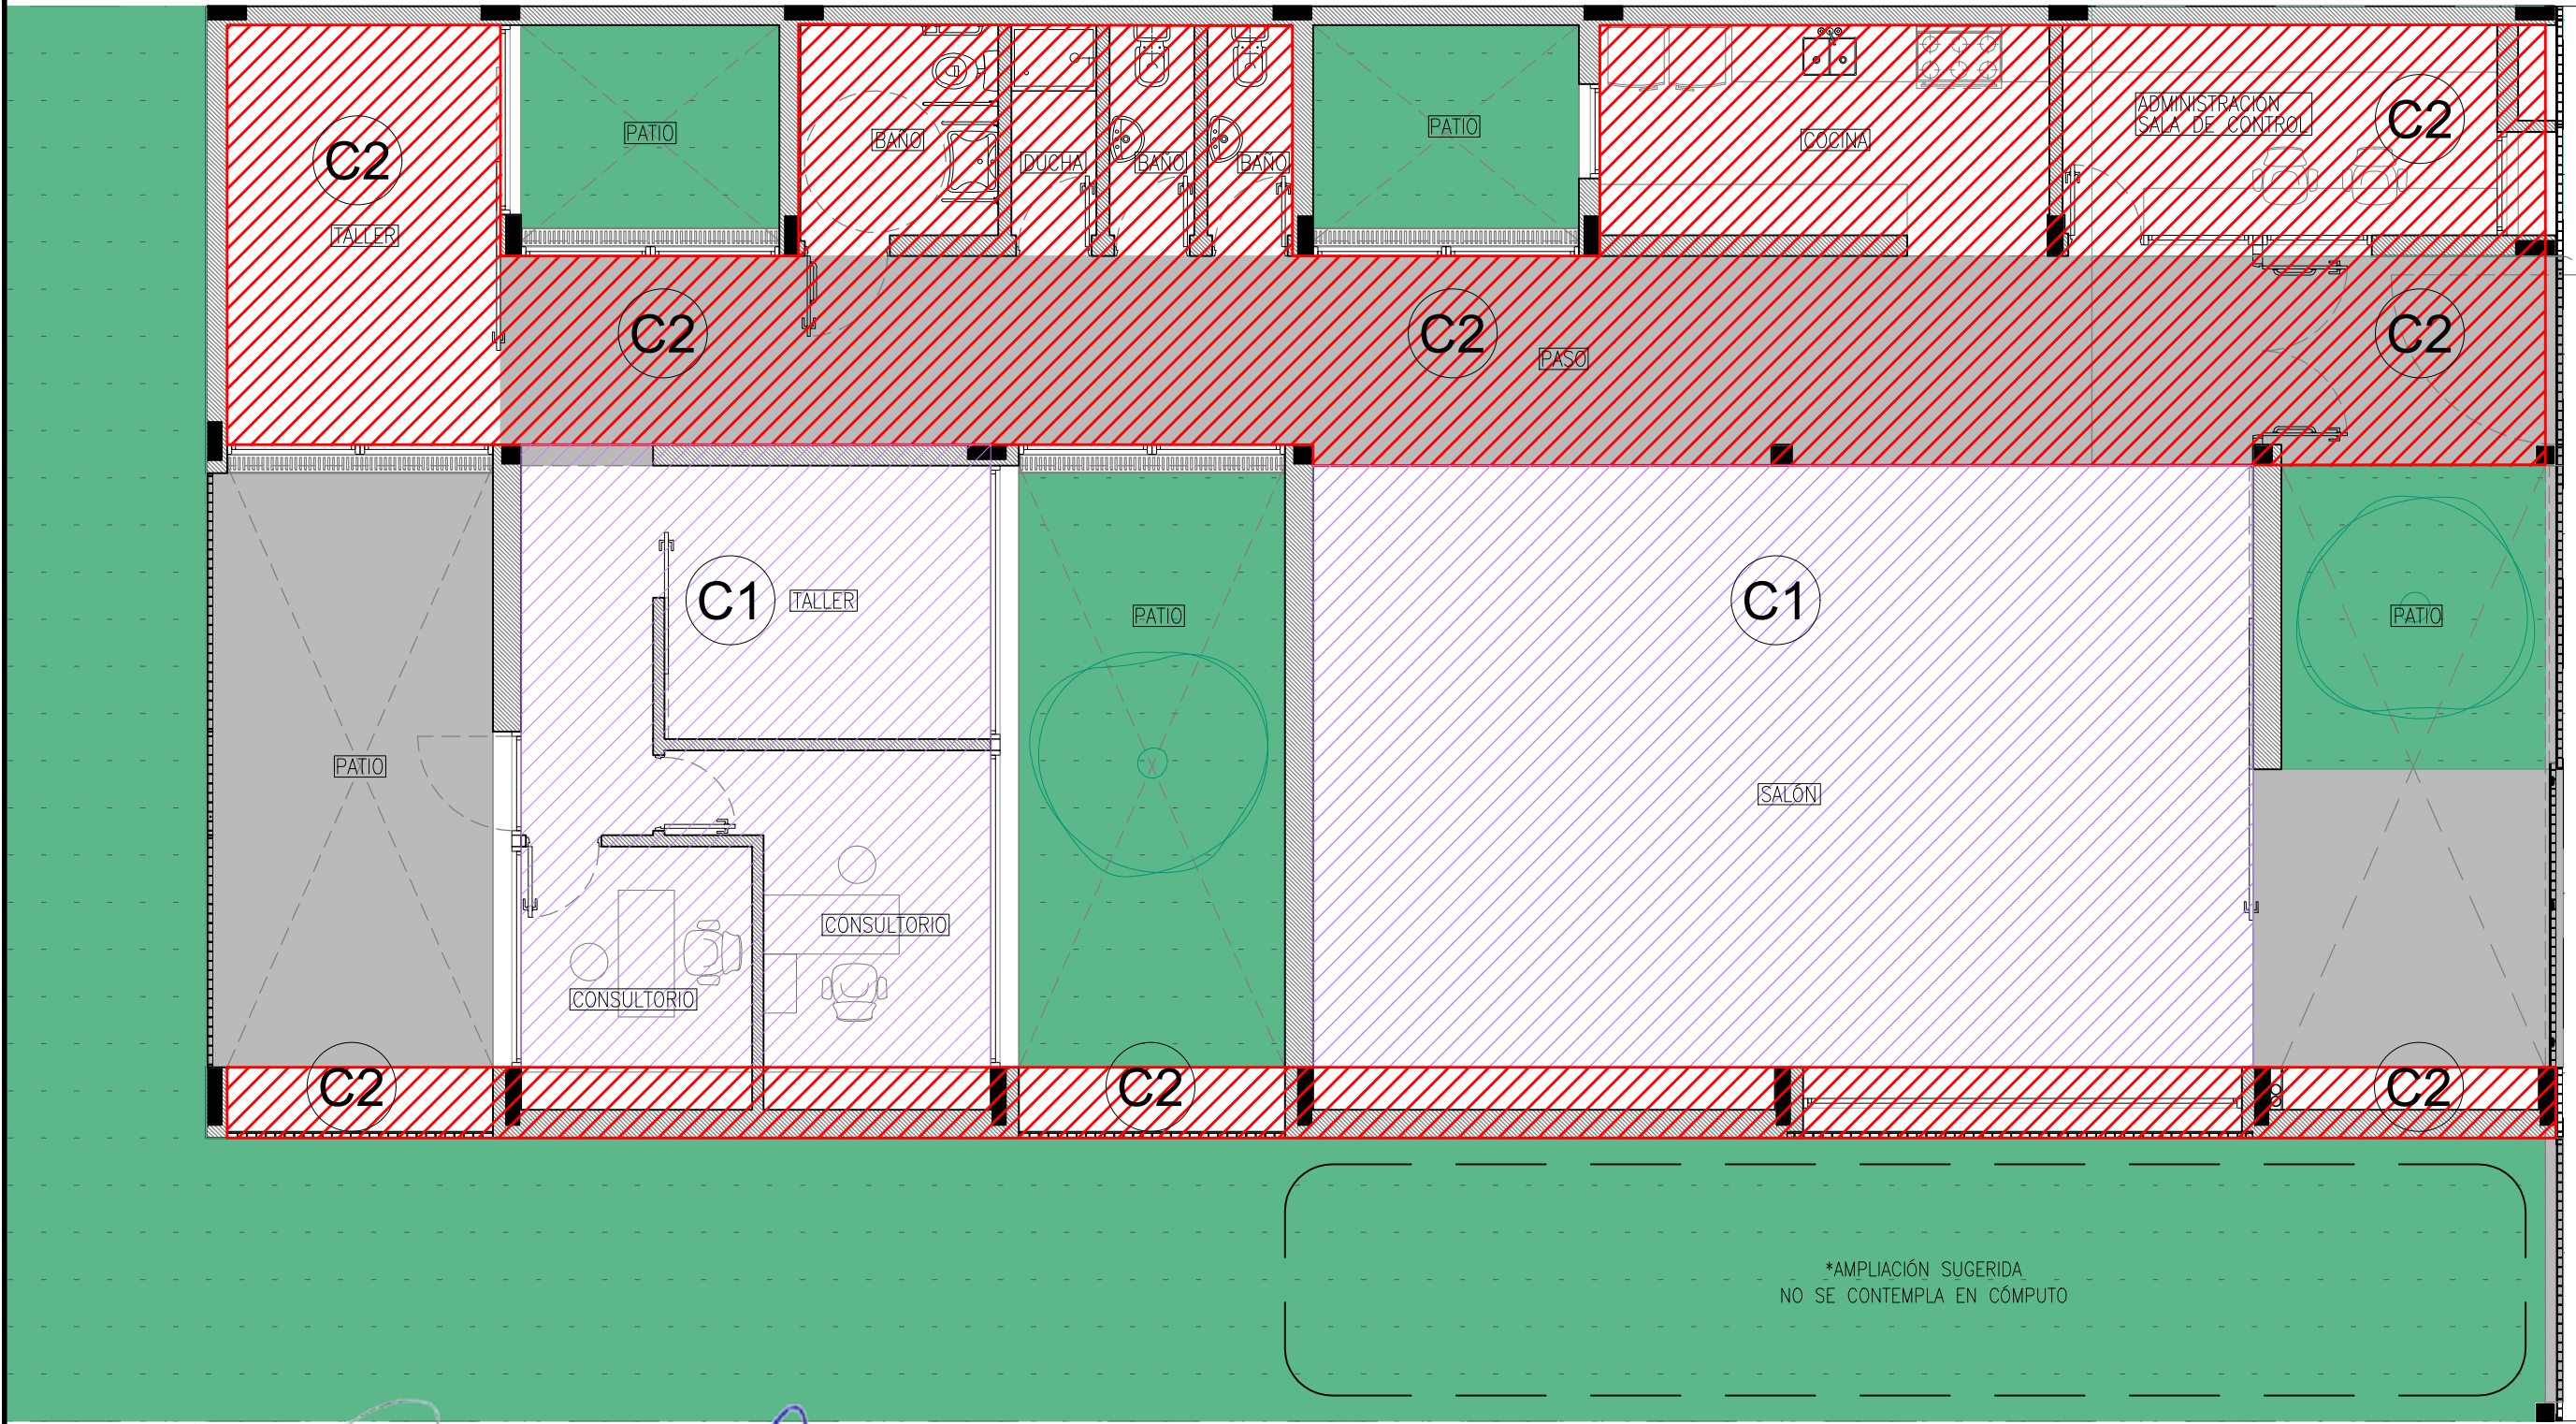 C2
TALLER
PATIO
BAÑO
DUCHA
BAÑO
BAÑO
PATIO
COCINA
ADMINISTRACIÓN
SALA DE CONTROL
C2
C2
C2
PASO
C2
C1
TALLER
PATIO
C1
PATIO
PATIO
SALÓN
CONSULTORIO
CONSULTORIO
C2
C2
C2
*AMPLIACIÓN SUGERIDA
NO SE CONTEMPLA EN CÓMPUTO